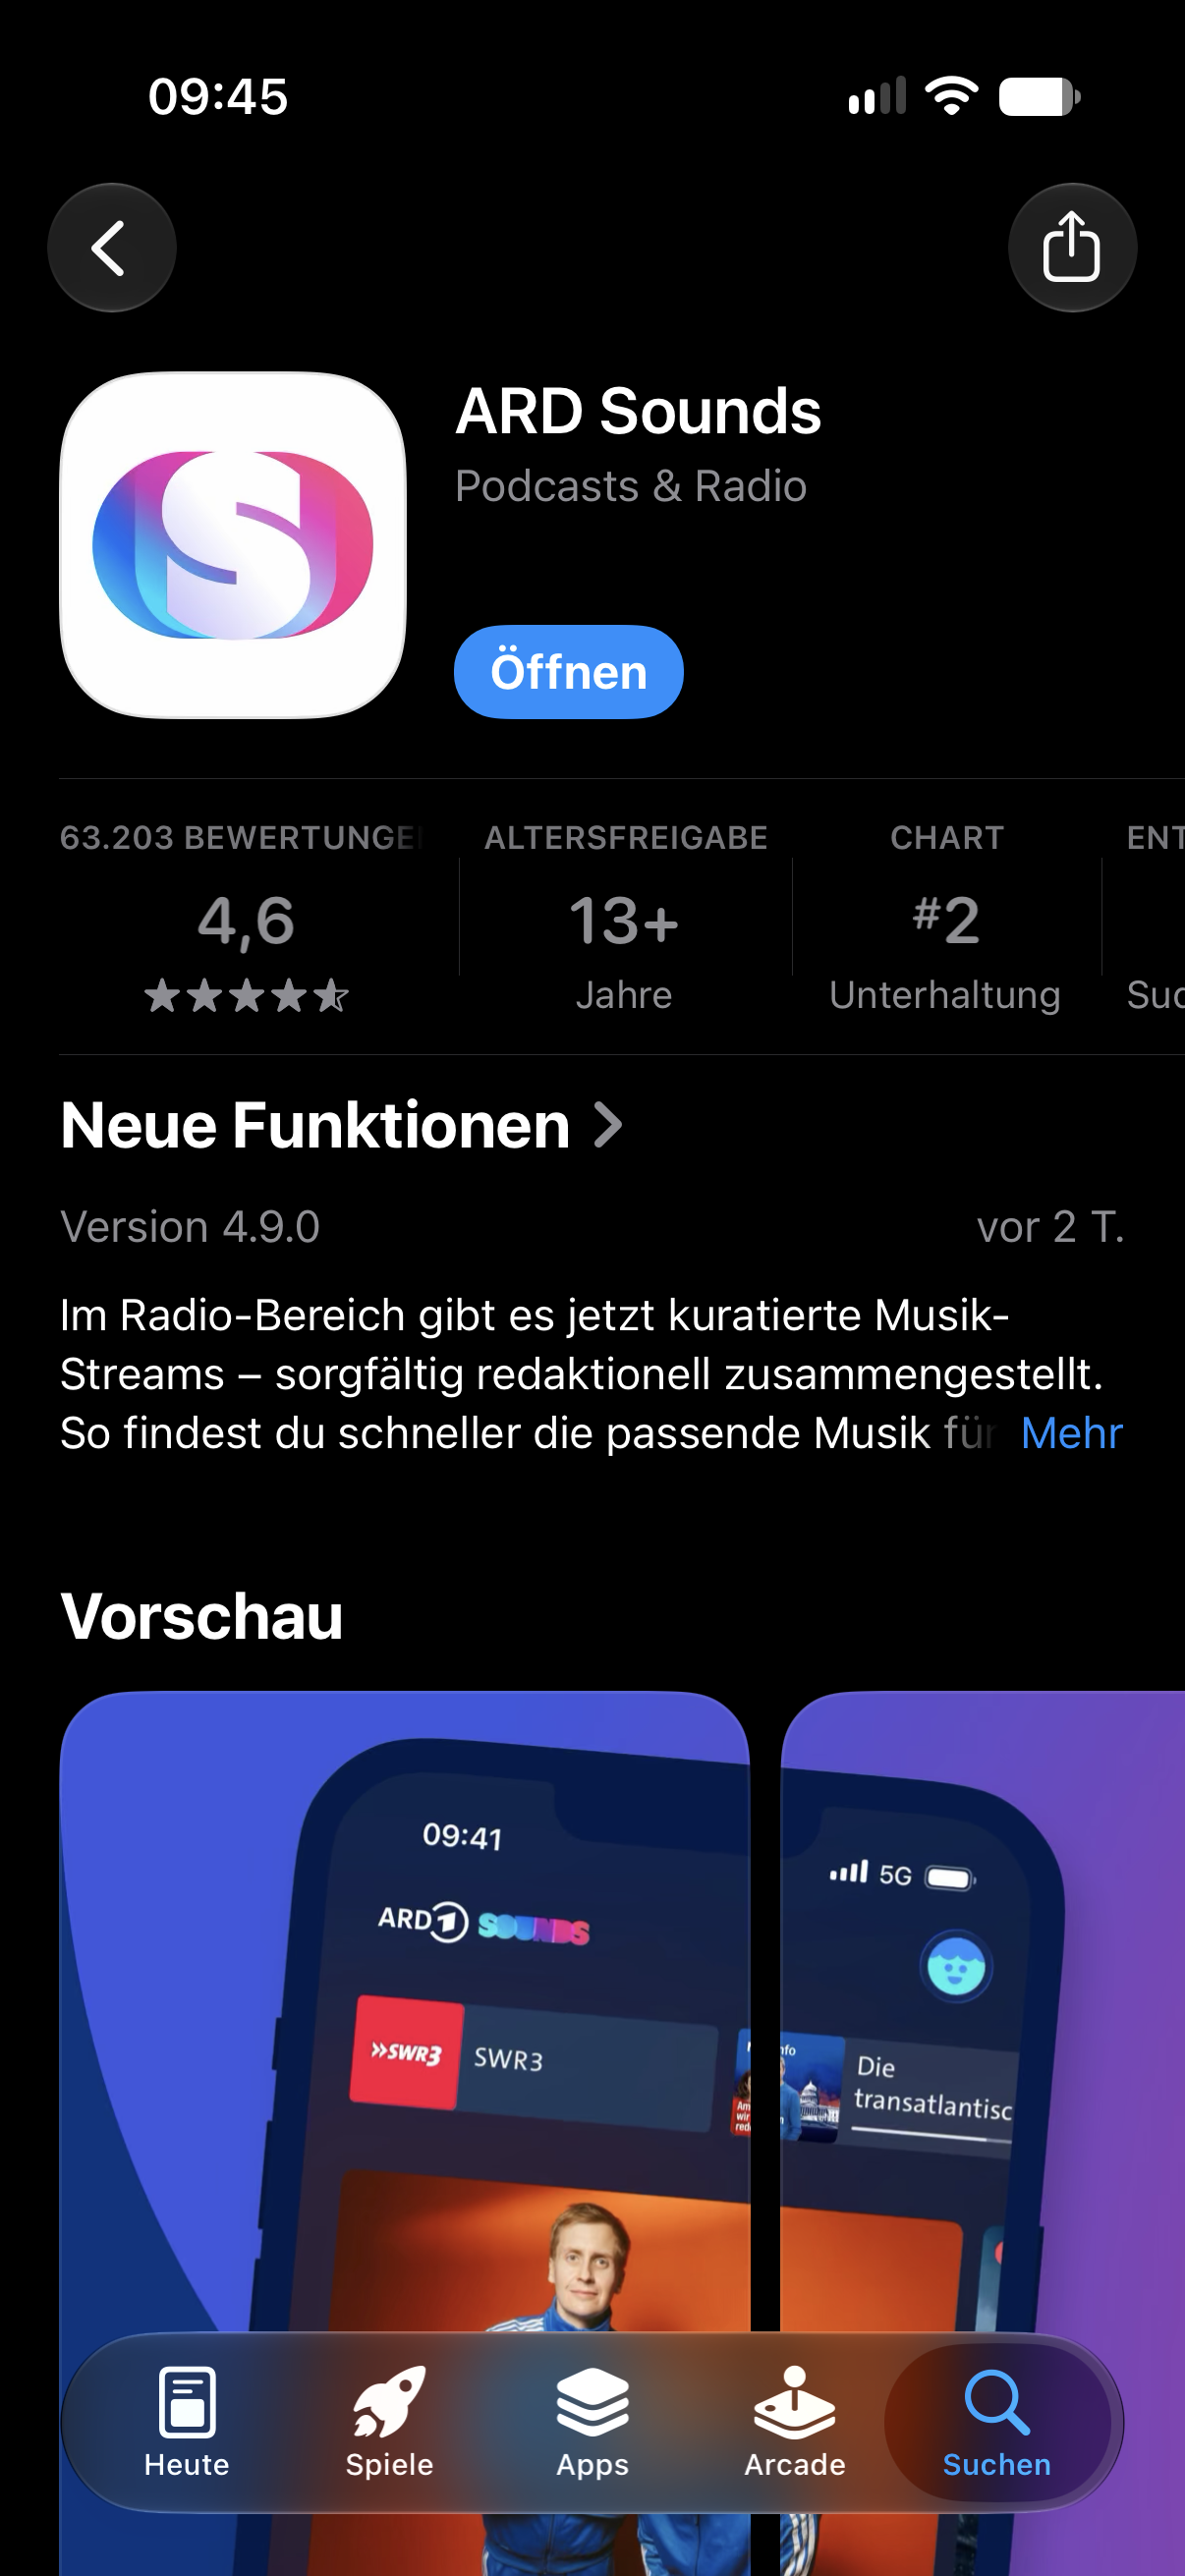 09:45
ARD Sounds
Podcasts & Radio
Öffnen
63.203 BEWERTUNGE
4,6
ALTERSFREIGABE
13+
Jahre
CHART
#2
Unterhaltung
ENT
Suc
Neue Funktionen
Version 4.9.0
vor 2 T.
Im Radio-Bereich gibt es jetzt kuratierte Musik-
Streams – sorgfältig redaktionell zusammengestellt.
So findest du schneller die passende Musik für Mehr
Vorschau
09:41
5G
ARD 1 SOUNDS
SWR3
SWR3
Die
transatlantisc
Heute
Spiele
Apps
Arcade
Suchen